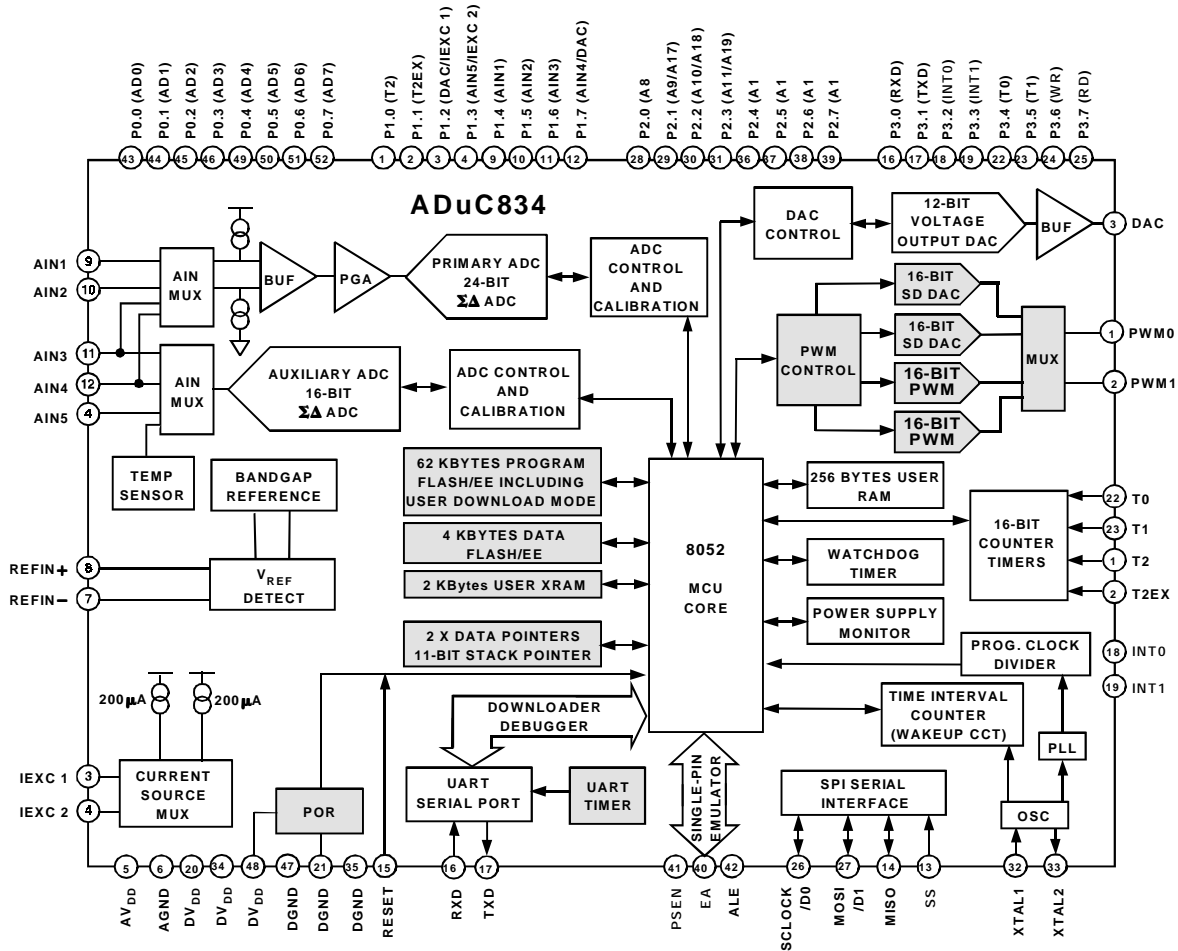 P0.0 (AD0)
P0.1 (AD1)
P0.2 (AD2)
P0.3 (AD3)
P0.4 (AD4)
P0.5 (AD5)
P0.6 (AD6)
P0.7 (AD7)
P1.0 (T2)
P1.1 (T2EX)
P1.2 (DAC/IEXC 1)
P1.3 (AIN5/IEXC 2)
P1.4 (AIN1)
P1.5 (AIN2)
P1.6 (AIN3)
P1.7 (AIN4/DAC)
P2.0 (A8
P2.1 (A9/A17)
P2.2 (A10/A18)
P2.3 (A11/A19)
P2.4 (A1
P2.5 (A1
P2.6 (A1
P2.7 (A1
P3.0 (RXD)
P3.1 (TXD)
P3.2 (INT0)
P3.3 (INT1)
P3.4 (T0)
P3.5 (T1)
P3.6 (WR)
P3.7 (RD)
43 44 45 46 49 50 51 52
1 2 3 4 9 10 11 12
28 29 30 31 36 37 38 39
16 17 18 19 22 23 24 25
ADuC834
AIN1 9
AIN2 10
AIN3 11
AIN4 12
AIN5 4
AIN
MUX
BUF
PGA
PRIMARY ADC
24-BIT
ΣΔ ADC
ADC
CONTROL
AND
CALIBRATION
AIN
MUX
AUXILIARY ADC
16-BIT
ΣΔ ADC
ADC CONTROL
AND
CALIBRATION
DAC
CONTROL
12-BIT
VOLTAGE
OUTPUT DAC
BUF
3 DAC
PWM
CONTROL
16-BIT
SD DAC
16-BIT
SD DAC
16-BIT
PWM
16-BIT
PWM
MUX
1 PWM0
2 PWM1
TEMP
SENSOR
BANDGAP
REFERENCE
REFIN+ 8
REFIN− 7
VREF
DETECT
62 KBYTES PROGRAM
FLASH/EE INCLUDING
USER DOWNLOAD MODE
4 KBYTES DATA
FLASH/EE
2 KBytes USER XRAM
2 X DATA POINTERS
11-BIT STACK POINTER
8052
MCU
CORE
256 BYTES USER
RAM
WATCHDOG
TIMER
POWER SUPPLY
MONITOR
16-BIT
COUNTER
TIMERS
22 T0
23 T1
1 T2
2 T2EX
18 INT0
19 INT1
PROG. CLOCK
DIVIDER
TIME INTERVAL
COUNTER
(WAKEUP CCT)
PLL
OSC
200µA
200µA
IEXC 1 3
IEXC 2 4
CURRENT
SOURCE
MUX
POR
DOWNLOADER
DEBUGGER
UART
SERIAL PORT
UART
TIMER
SINGLE-PIN
EMULATOR
SPI SERIAL
INTERFACE
5 6 20 34 48 47 21 35 15
16 17
41 40 42
26 27 14 13
32 33
AVDD
AGND
DVDD
DVDD
DVDD
DGND
DGND
DGND
RESET
RXD
TXD
PSEN
EA
ALE
SCLOCK
/D0
MOSI
/D1
MISO
SS
XTAL1
XTAL2